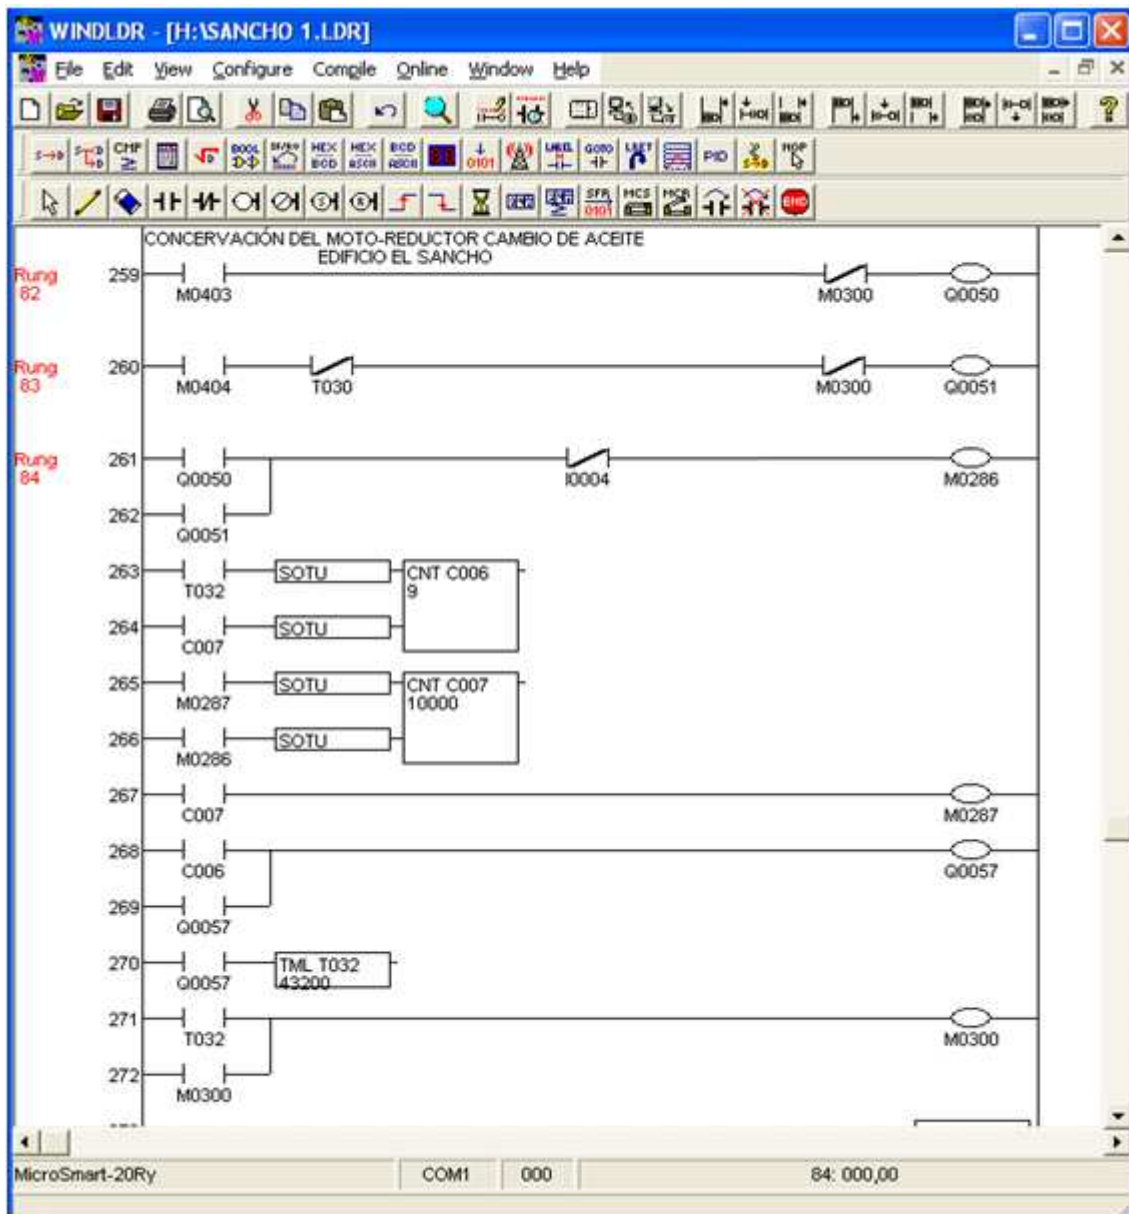 WINDLDR - [H:\SANCHO 1.LDR]
File Edit View Configure Compile Online Window Help
CONCERVACIÓN DEL MOTO-REDUCTOR CAMBIO DE ACEITE
EDIFICIO EL SANCHO
Rung 82
259
M0403 M0300 Q0050
Rung 83
260
M0404 T030 M0300 Q0051
Rung 84
261
Q0050 I0004 M0286
262
Q0051
263 SOTU CNT C006
9
T032
264 SOTU
C007
265 SOTU CNT C007
10000
M0287
266 SOTU
M0286
267
C007 M0287
268
C006 Q0057
269
Q0057
270 TML T032
43200
Q0057
271
T032 M0300
272
M0300
MicroSmart-20Ry COM1 000 84: 000,00